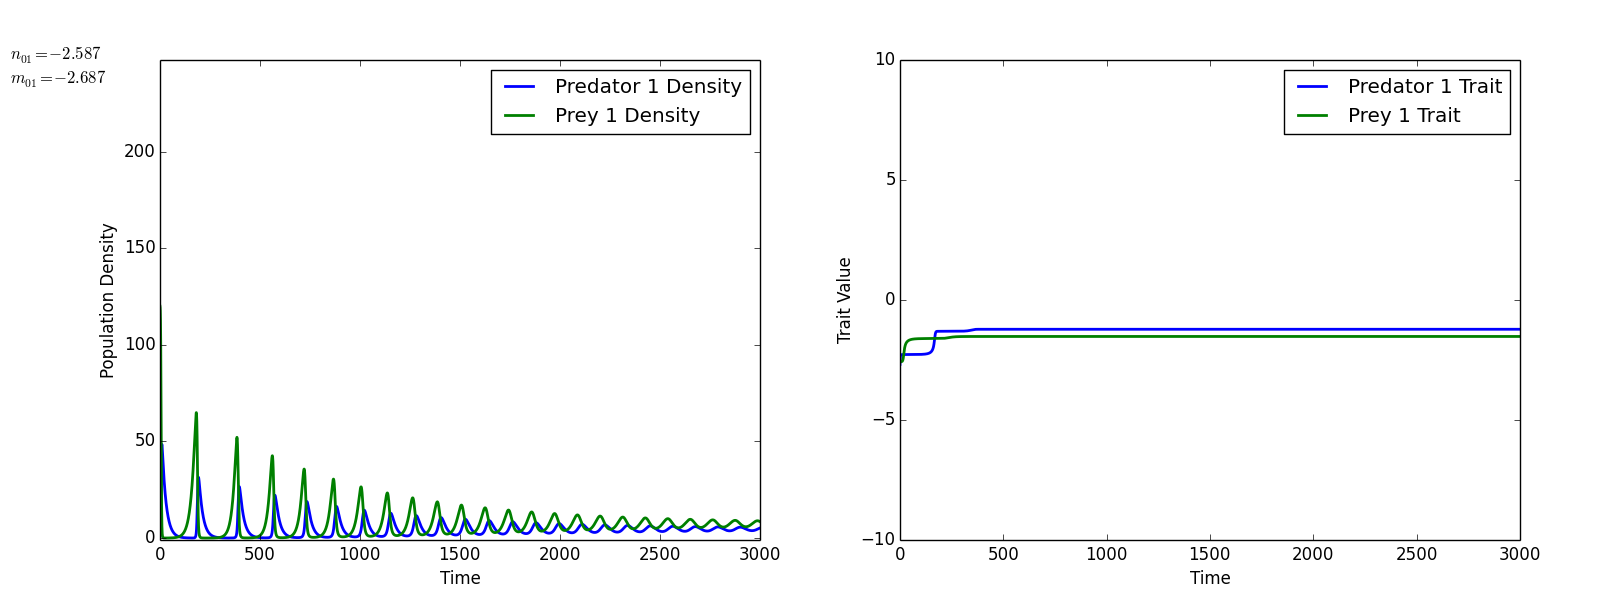 n01 = −2.587
m01 = −2.687
Predator 1 Density
Prey 1 Density
200
150
100
50
0
Population Density
0 500 1000 1500 2000 2500 3000
Time
Predator 1 Trait
Prey 1 Trait
10
5
0
−5
−10
Trait Value
0 500 1000 1500 2000 2500 3000
Time